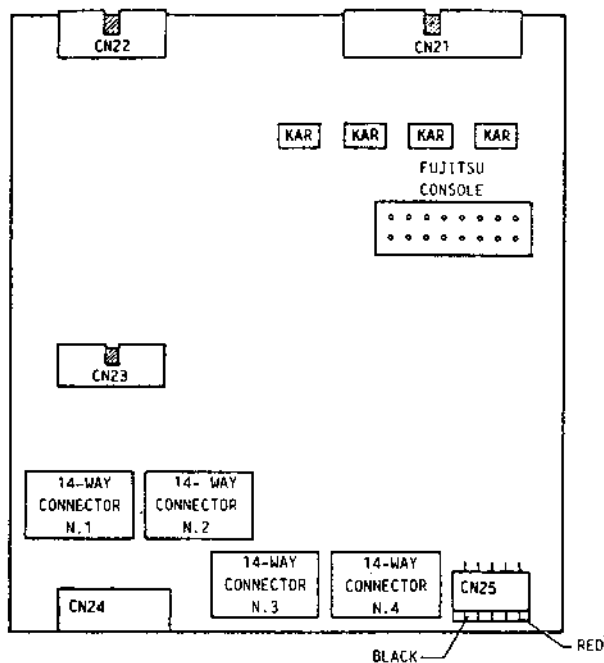 CN22
CN21
KAR KAR KAR KAR
FUJITSU
CONSOLE
CN23
14-WAY
CONNECTOR
N.1
14- WAY
CONNECTOR
N.2
14-WAY
CONNECTOR
N.3
14-WAY
CONNECTOR
N.4
CN25
CN24
RED
BLACK